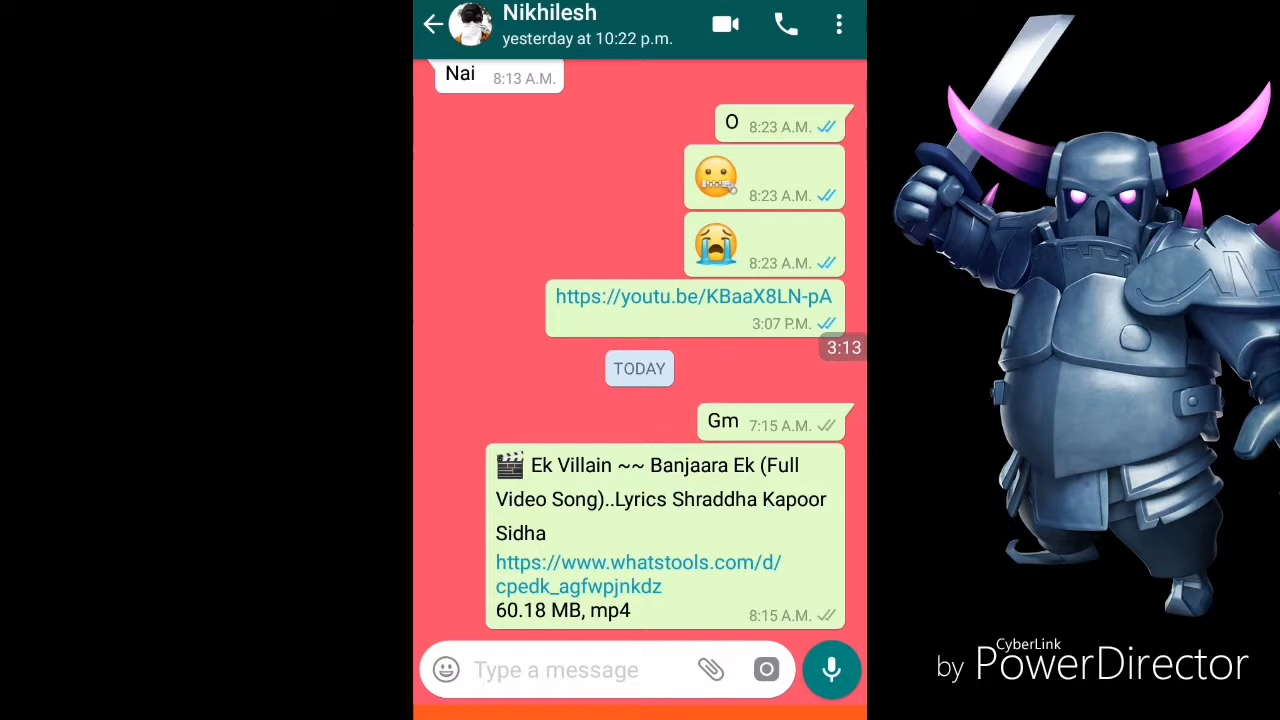 Nikhilesh
yesterday at 10:22 p.m.
Nai 8:13 A.M.
O 8:23 A.M.
8:23 A.M.
8:23 A.M.
https://youtu.be/KBaaX8LN-pA
3:07 P.M.
3:13
TODAY
Gm 7:15 A.M.
Ek Villain ~~ Banjaara Ek (Full
Video Song)..Lyrics Shraddha Kapoor
Sidha
https://www.whatstools.com/d/
cpedk_agfwpjnkdz
60.18 MB, mp4 8:15 A.M.
Type a message
CyberLink
by PowerDirector